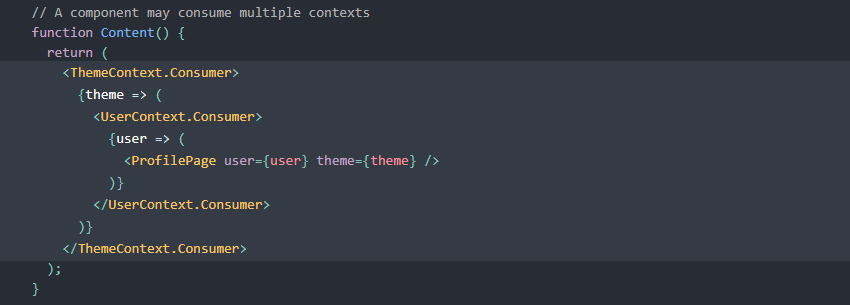 // A component may consume multiple contexts
function Content() {
  return (
    <ThemeContext.Consumer>
      {theme => (
        <UserContext.Consumer>
          {user => (
            <ProfilePage user={user} theme={theme} />
          )}
        </UserContext.Consumer>
      )}
    </ThemeContext.Consumer>
  );
}